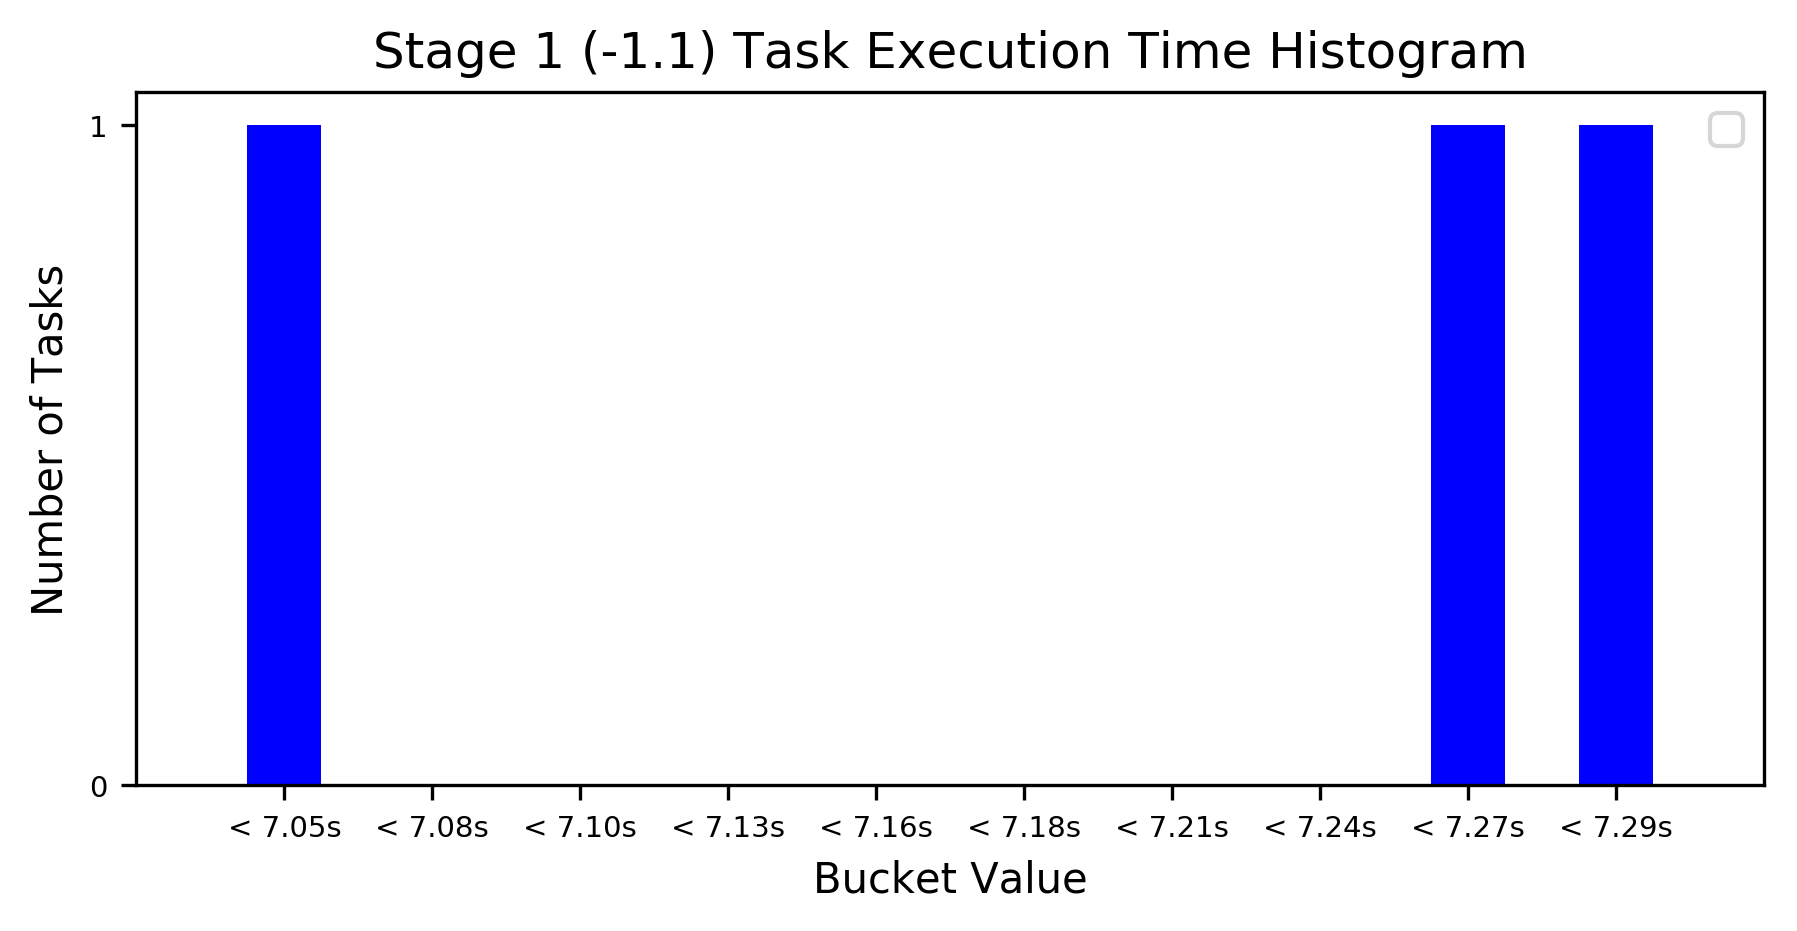 Stage 1 (-1.1) Task Execution Time Histogram
Number of Tasks
1
0
< 7.05s < 7.08s < 7.10s < 7.13s < 7.16s < 7.18s < 7.21s < 7.24s < 7.27s < 7.29s
Bucket Value